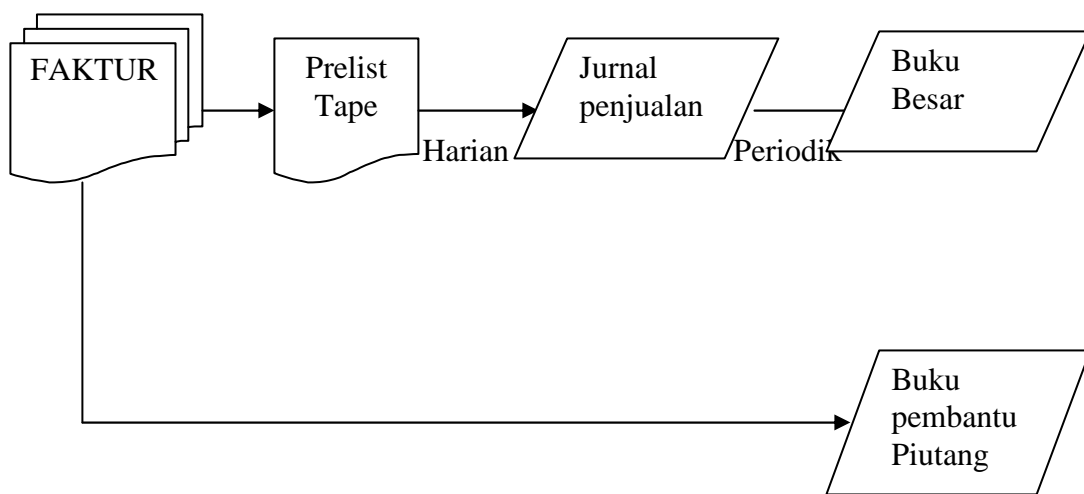 FAKTUR
Prelist
Tape
Harian
Jurnal
penjualan
Periodik
Buku
Besar
Buku
pembantu
Piutang